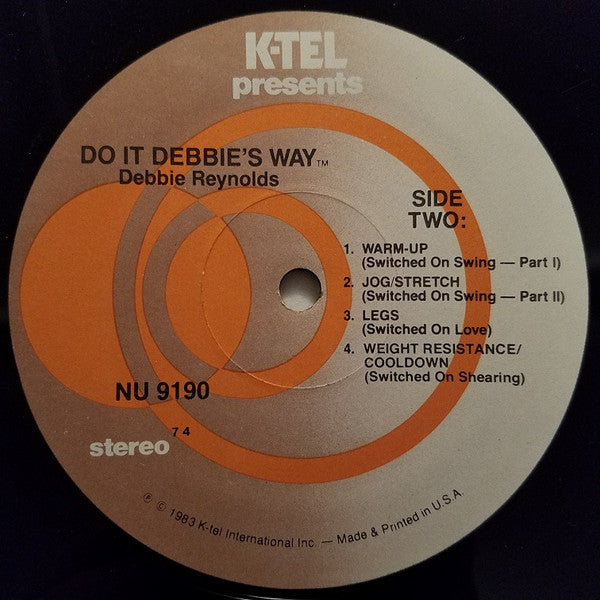 K-TEL
presents
DO IT DEBBIE'S WAY™
Debbie Reynolds
SIDE
TWO:
1. WARM-UP
(Switched On Swing — Part I)
2. JOG/STRETCH
(Switched On Swing — Part II)
3. LEGS
(Switched On Love)
4. WEIGHT RESISTANCE/
COOLDOWN
(Switched On Shearing)
NU 9190
74
stereo
℗ © 1983 K-tel International Inc. — Made & Printed in U.S.A.